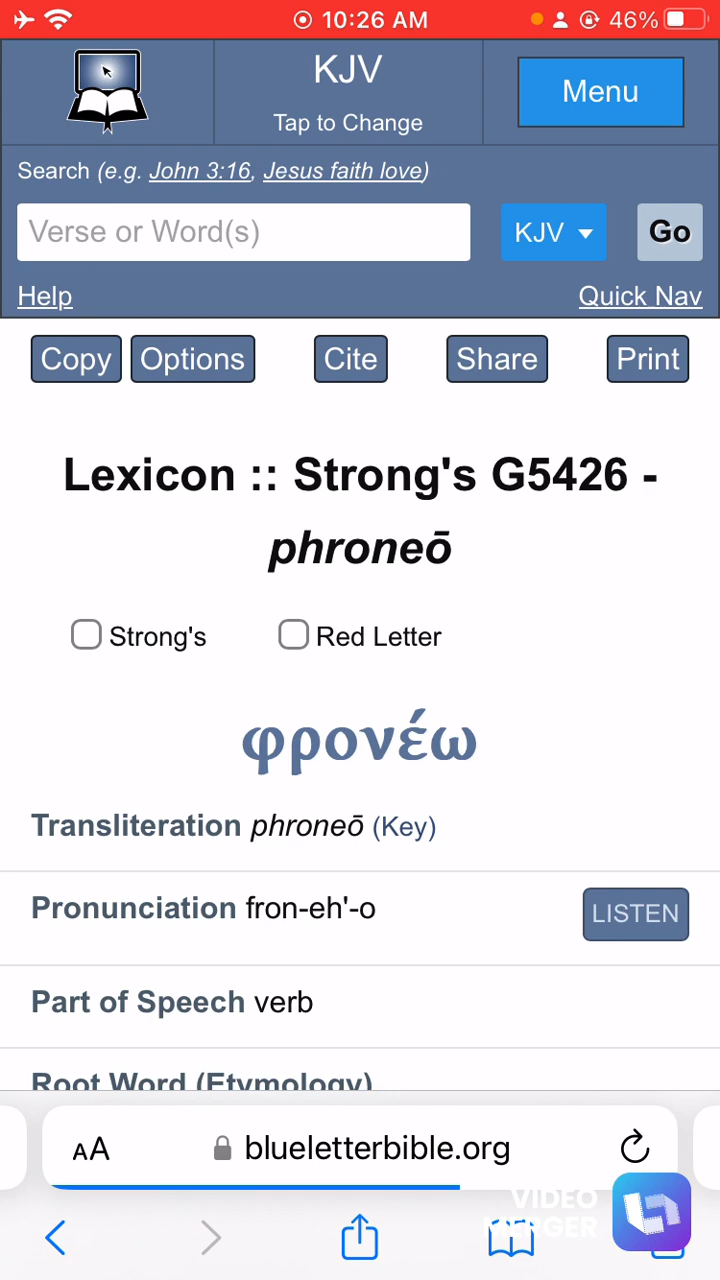 10:26 AM
46%
KJV
Tap to Change
Menu
Search (e.g. John 3:16, Jesus faith love)
Verse or Word(s)
KJV
Go
Help
Quick Nav
Copy
Options
Cite
Share
Print
Lexicon :: Strong's G5426 -
phroneō
Strong's
Red Letter
φρονέω
Transliteration phroneō (Key)
Pronunciation fron-eh'-o
LISTEN
Part of Speech verb
Root Word (Etymology)
AA
blueletterbible.org
VIDEO
MERGER